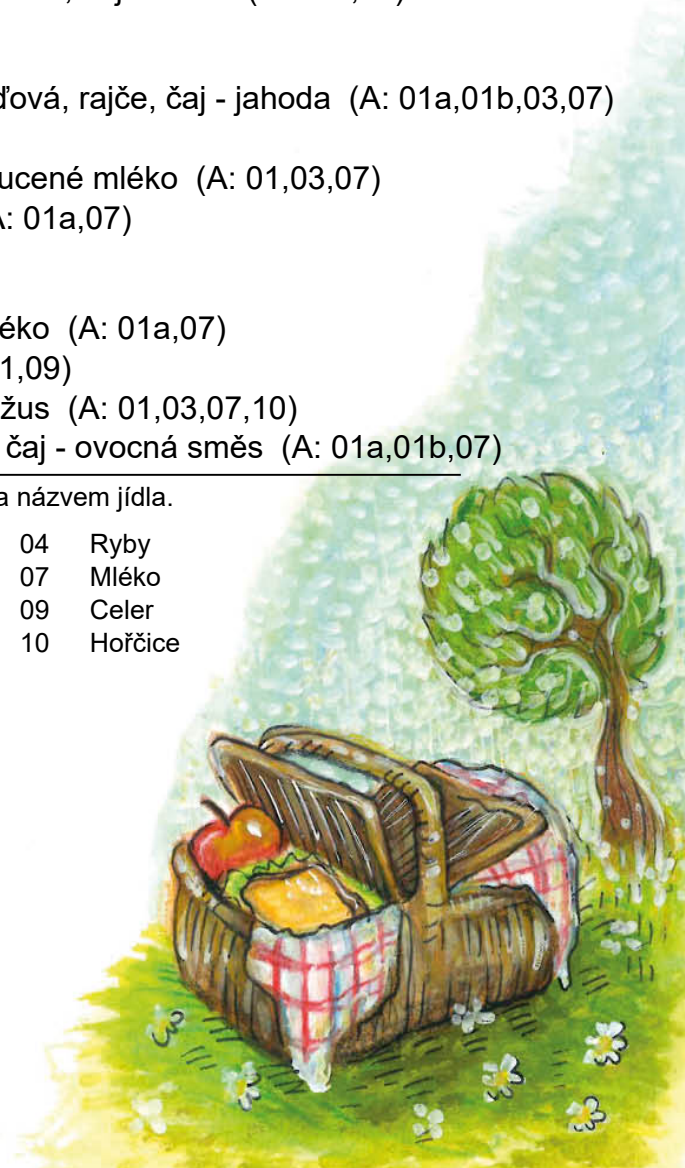 ďová, rajče, čaj - jahoda (A: 01a,01b,03,07)
ucené mléko (A: 01,03,07)
A: 01a,07)
éko (A: 01a,07)
1,09)
žus (A: 01,03,07,10)
čaj - ovocná směs (A: 01a,01b,07)
a názvem jídla.
04 Ryby
07 Mléko
09 Celer
10 Hořčice